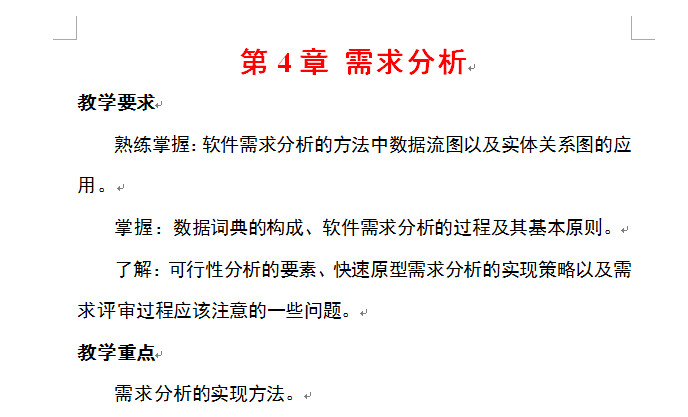 第 4 章 需求分析
教学要求
熟练掌握：软件需求分析的方法中数据流图以及实体关系图的应
用。
掌握：数据词典的构成、软件需求分析的过程及其基本原则。
了解：可行性分析的要素、快速原型需求分析的实现策略以及需
求评审过程应该注意的一些问题。
教学重点
需求分析的实现方法。